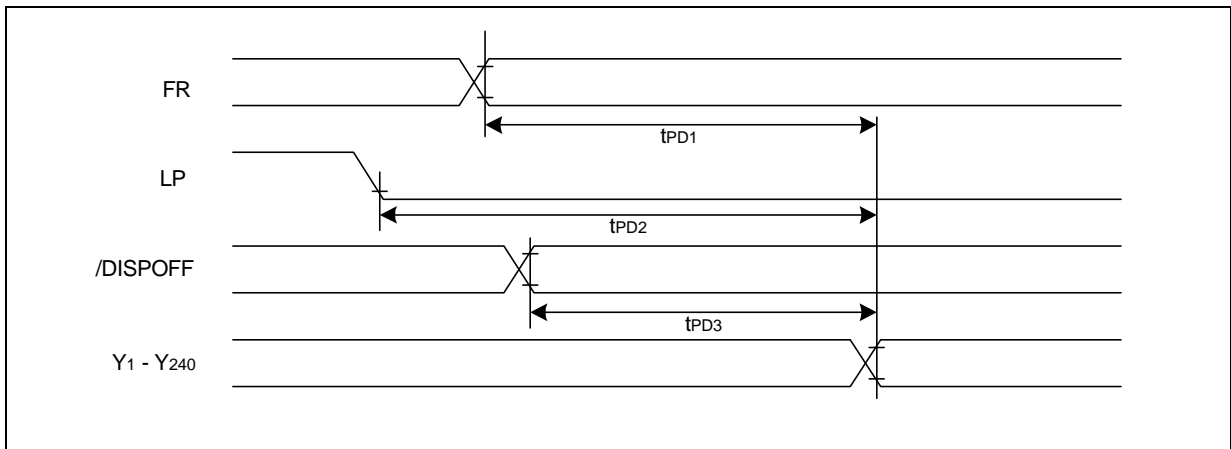 FR
tPD1
LP
tPD2
/DISPOFF
tPD3
Y1 - Y240